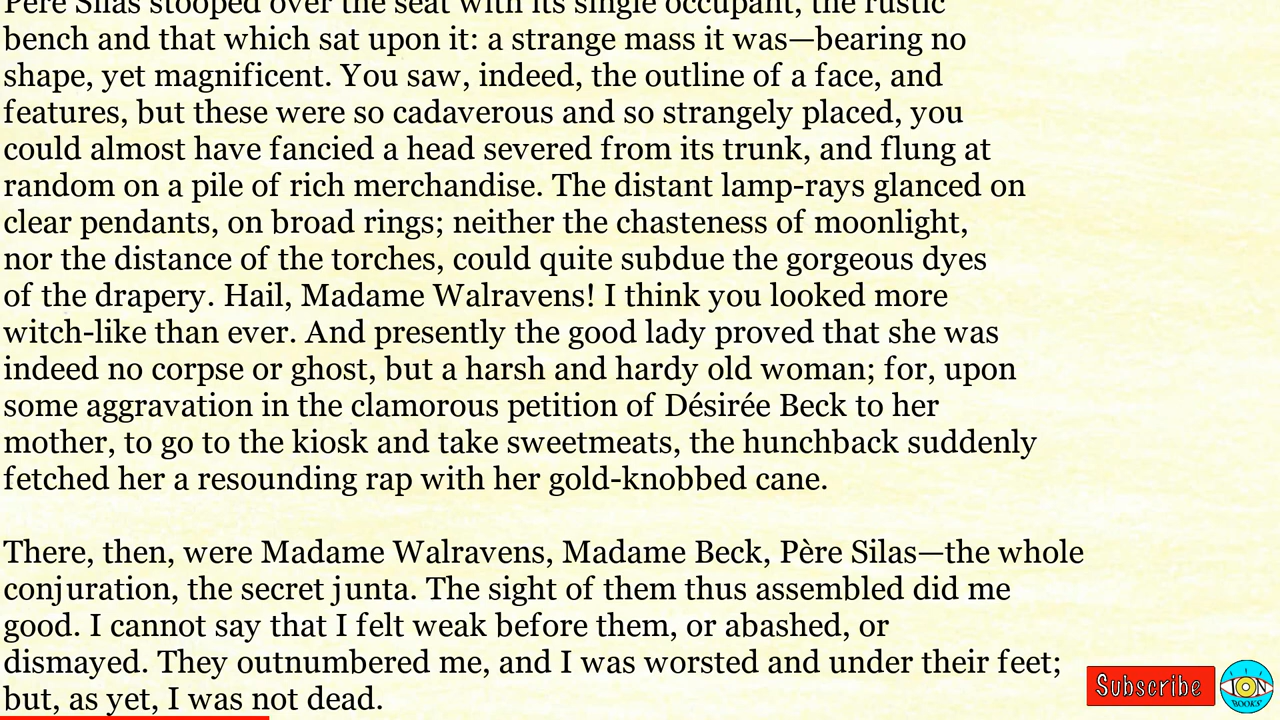 Père Silas stooped over the seat with its single occupant, the rustic
bench and that which sat upon it: a strange mass it was—bearing no
shape, yet magnificent. You saw, indeed, the outline of a face, and
features, but these were so cadaverous and so strangely placed, you
could almost have fancied a head severed from its trunk, and flung at
random on a pile of rich merchandise. The distant lamp-rays glanced on
clear pendants, on broad rings; neither the chasteness of moonlight,
nor the distance of the torches, could quite subdue the gorgeous dyes
of the drapery. Hail, Madame Walravens! I think you looked more
witch-like than ever. And presently the good lady proved that she was
indeed no corpse or ghost, but a harsh and hardy old woman; for, upon
some aggravation in the clamorous petition of Désirée Beck to her
mother, to go to the kiosk and take sweetmeats, the hunchback suddenly
fetched her a resounding rap with her gold-knobbed cane.
There, then, were Madame Walravens, Madame Beck, Père Silas—the whole
conjuration, the secret junta. The sight of them thus assembled did me
good. I cannot say that I felt weak before them, or abashed, or
dismayed. They outnumbered me, and I was worsted and under their feet;
but, as yet, I was not dead.
Subscribe
ION
BOOKS